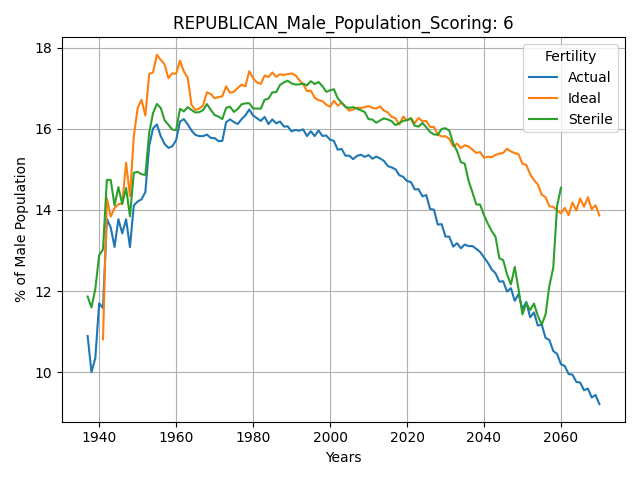 REPUBLICAN_Male_Population_Scoring: 6
Fertility
Actual
Ideal
Sterile
% of Male Population
18
16
14
12
10
1940
1960
1980
2000
2020
2040
2060
Years